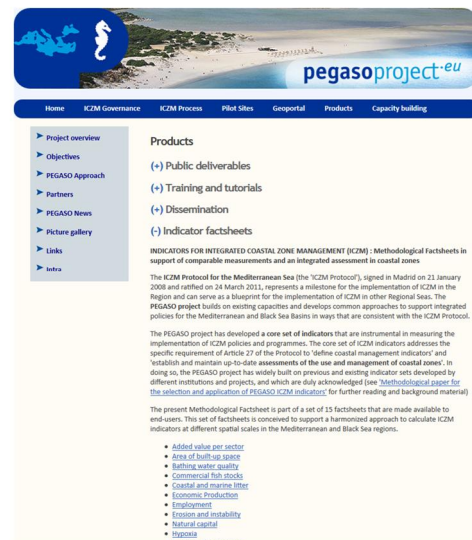 pegasoproject.eu
Home ICZM Governance ICZM Process Pilot Sites Geoportal Products Capacity building
Project overview
Objectives
PEGASO Approach
Partners
PEGASO News
Picture gallery
Links
Intra
Products
(+) Public deliverables
(+) Training and tutorials
(+) Dissemination
(-) Indicator factsheets
INDICATORS FOR INTEGRATED COASTAL ZONE MANAGEMENT (ICZM) : Methodological Factsheets in
support of comparable measurements and an integrated assessment in coastal zones
The ICZM Protocol for the Mediterranean Sea (the 'ICZM Protocol'), signed in Madrid on 21 January
2008 and ratified on 24 March 2011, represents a milestone for the implementation of ICZM in the
Region and can serve as a blueprint for the implementation of ICZM in other Regional Seas. The
PEGASO project builds on existing capacities and develops common approaches to support integrated
policies for the Mediterranean and Black Sea Basins in ways that are consistent with the ICZM Protocol.
The PEGASO project has developed a core set of indicators that are instrumental in measuring the
implementation of ICZM policies and programmes. The core set of ICZM indicators addresses the
specific requirement of Article 27 of the Protocol to 'define coastal management indicators' and
'establish and maintain up-to-date assessments of the use and management of coastal zones'. In
doing so, the PEGASO project has widely built on previous and existing indicator sets developed by
different institutions and projects, and which are duly acknowledged (see 'Methodological paper for
the selection and application of PEGASO ICZM indicators' for further reading and background material)
The present Methodological Factsheet is part of a set of 15 factsheets that are made available to
end-users. This set of factsheets is conceived to support a harmonized approach to calculate ICZM
indicators at different spatial scales in the Mediterranean and Black Sea regions.
Added value per sector
Area of built-up space
Bathing water quality
Commercial fish stocks
Coastal and marine litter
Economic Production
Employment
Erosion and instability
Natural capital
Hypoxia